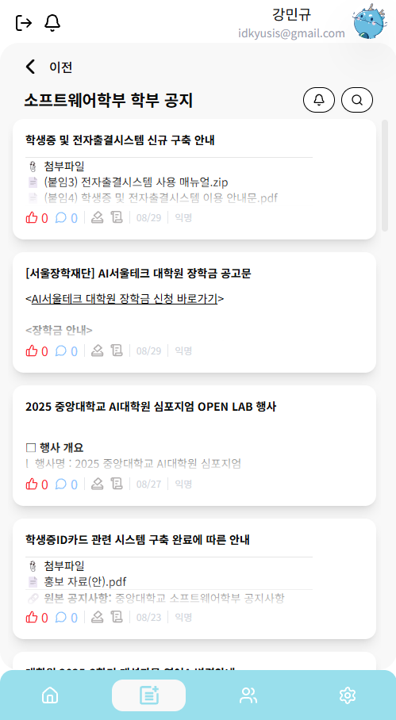 강민규
idkyusis@gmail.com
이전
소프트웨어학부 학부 공지
학생증 및 전자출결시스템 신규 구축 안내
첨부파일
(붙임3) 전자출결시스템 사용 매뉴얼.zip
(붙임4) 학생증 및 전자출결시스템 이용 안내문.pdf
0 0 08/29 익명
[서울장학재단] AI서울테크 대학원 장학금 공고문
<AI서울테크 대학원 장학금 신청 바로가기>
<장학금 안내>
0 0 08/29 익명
2025 중앙대학교 AI대학원 심포지엄 OPEN LAB 행사
□ 행사 개요
ㅣ 행사명 : 2025 중앙대학교 AI대학원 심포지엄
0 0 08/27 익명
학생증ID카드 관련 시스템 구축 완료에 따른 안내
첨부파일
홍보 자료(안).pdf
원본 공지사항: 중앙대학교 소프트웨어학부 공지사항
0 0 08/23 익명